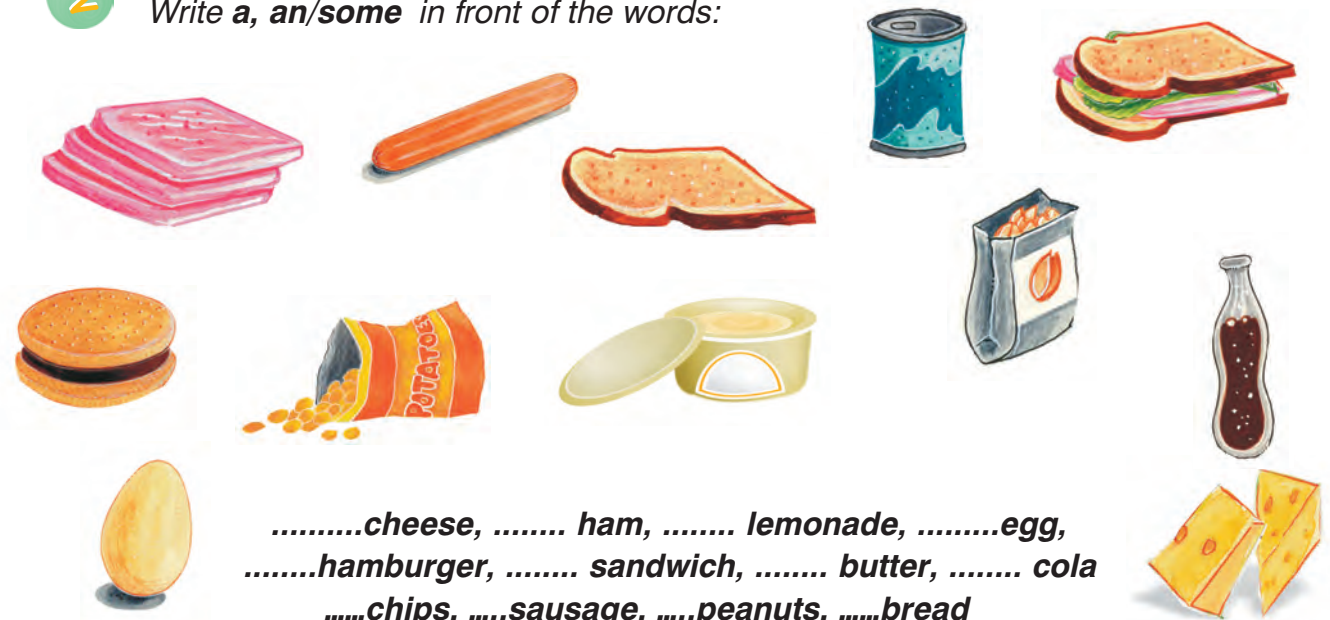 2
Write a, an/some in front of the words:
POTATOES
..........cheese, ........ ham, ........ lemonade, .........egg,
........hamburger, ........ sandwich, ........ butter, ........ cola
......chips, .....sausage, .....peanuts, ......bread